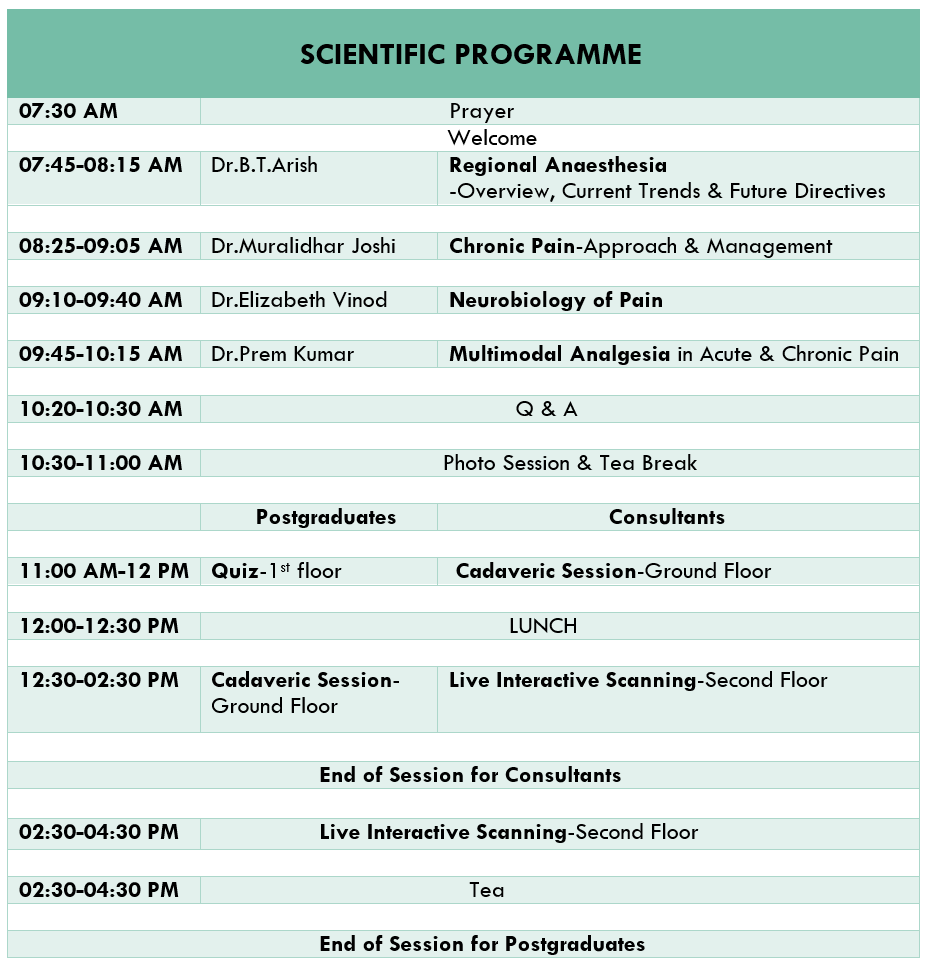 SCIENTIFIC PROGRAMME
07:30 AM Prayer
Welcome
07:45-08:15 AM Dr.B.T.Arish Regional Anaesthesia
-Overview, Current Trends & Future Directives
08:25-09:05 AM Dr.Muralidhar Joshi Chronic Pain-Approach & Management
09:10-09:40 AM Dr.Elizabeth Vinod Neurobiology of Pain
09:45-10:15 AM Dr.Prem Kumar Multimodal Analgesia in Acute & Chronic Pain
10:20-10:30 AM Q & A
10:30-11:00 AM Photo Session & Tea Break
Postgraduates Consultants
11:00 AM-12 PM Quiz-1st floor Cadaveric Session-Ground Floor
12:00-12:30 PM LUNCH
12:30-02:30 PM Cadaveric Session- Live Interactive Scanning-Second Floor
Ground Floor
End of Session for Consultants
02:30-04:30 PM Live Interactive Scanning-Second Floor
02:30-04:30 PM Tea
End of Session for Postgraduates